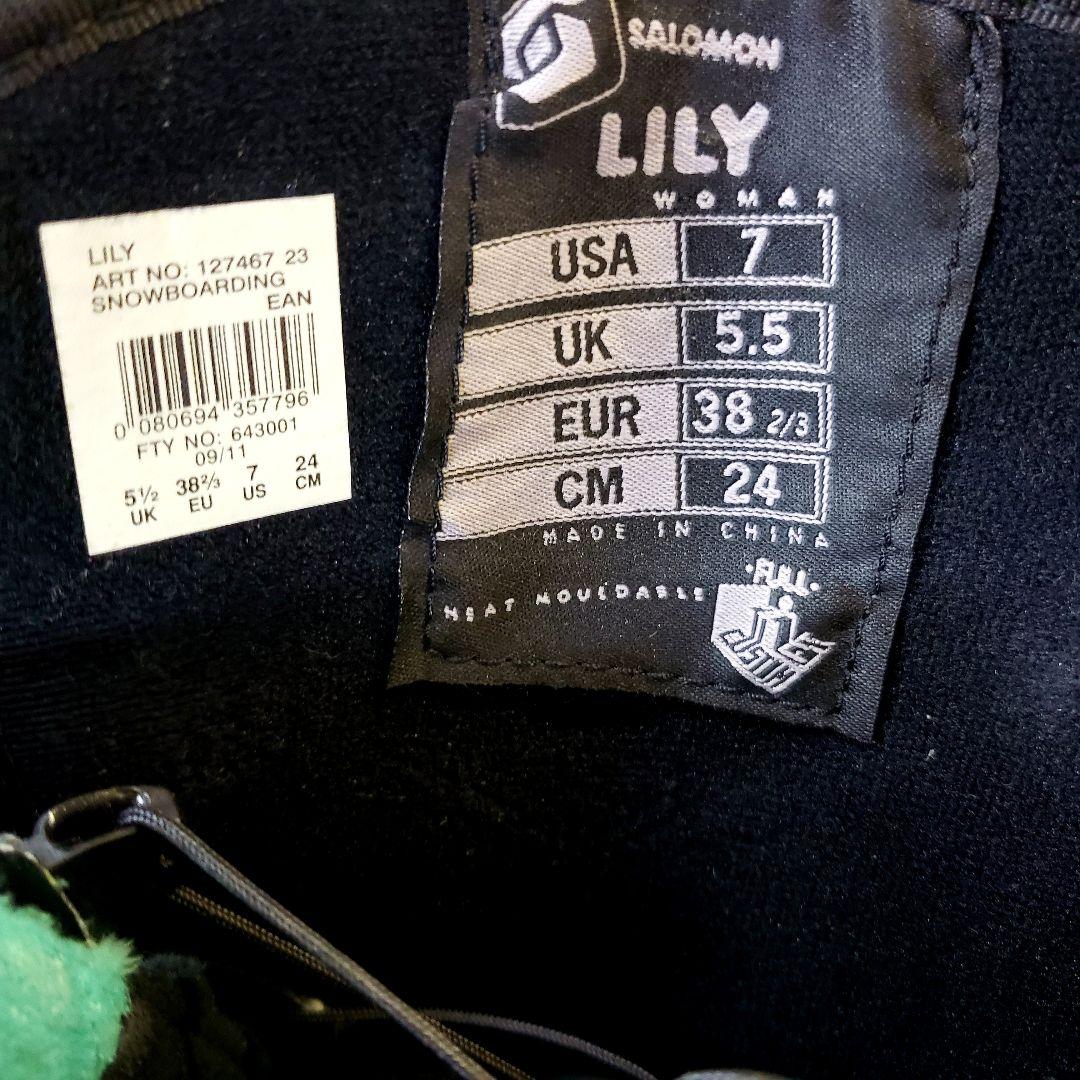 LILY
ART NO: 127467 23
SNOWBOARDING
EAN
0 080694 357796
FTY NO: 643001
09/11
5½ 38⅔ 7 24
UK EU US CM
SALOMON
LILY
WOMAN
USA 7
UK 5.5
EUR 38 2/3
CM 24
MADE IN CHINA
HEAT MOULDABLE
·FULL·
CUSTOM